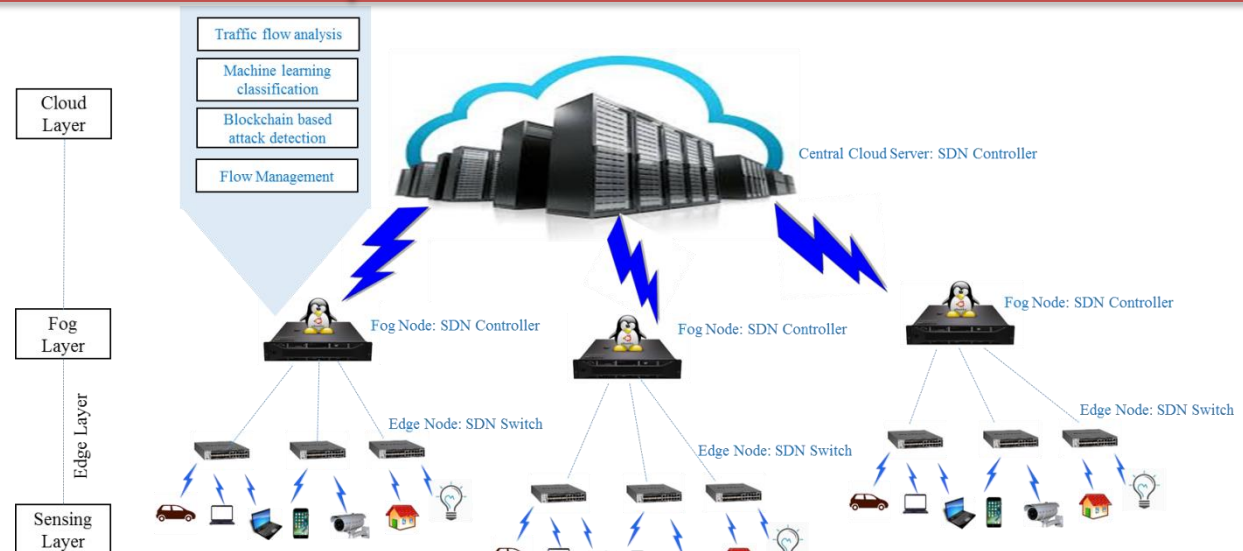 Traffic flow analysis
Machine learning
classification
Blockchain based
attack detection
Flow Management
Cloud
Layer
Central Cloud Server: SDN Controller
Fog
Layer
Fog Node: SDN Controller
Fog Node: SDN Controller
Fog Node: SDN Controller
Edge Layer
Edge Node: SDN Switch
Edge Node: SDN Switch
Edge Node: SDN Switch
Sensing
Layer